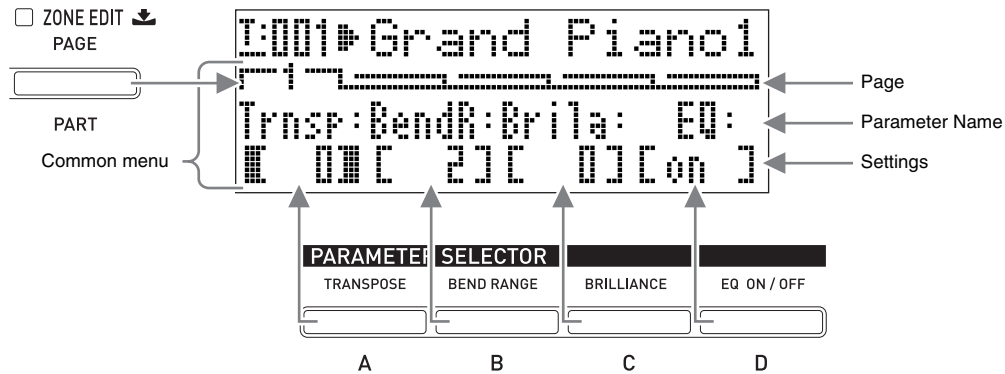 ZONE EDIT
PAGE
PART
Common menu
I:001 Grand Piano1
1
Trnsp:BendR:Brila: EQ:
[ 0][ 2][ 0][on ]
Page
Parameter Name
Settings
PARAMETER SELECTOR
TRANSPOSE BEND RANGE BRILLIANCE EQ ON / OFF
A B C D